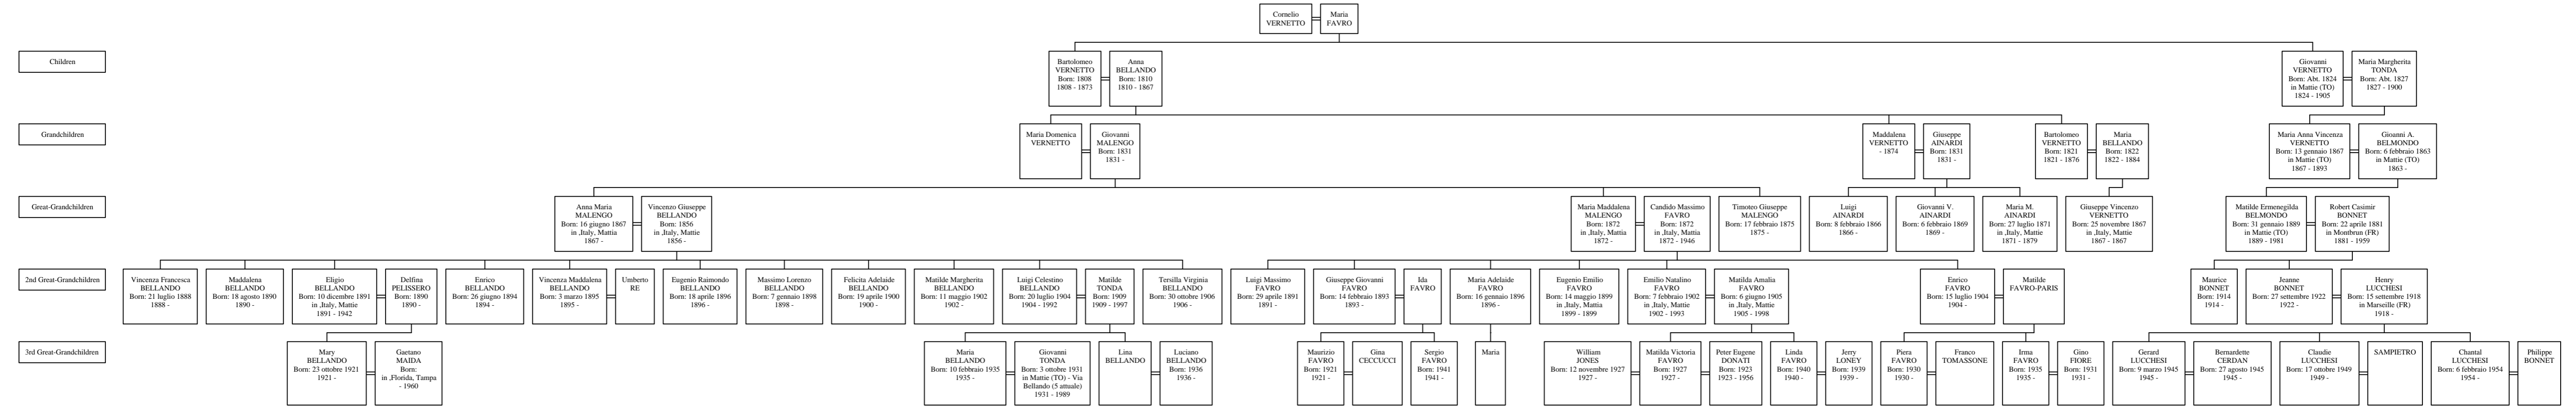 Cornelio
VERNETTO
Maria
FAVRO
Children
Bartolomeo
VERNETTO
Born: 1808
1808 - 1873
Anna
BELLANDO
Born: 1810
1810 - 1867
Giovanni
VERNETTO
Born: Abt. 1824
in Mattie (TO)
1824 - 1905
Maria Margherita
TONDA
Born: Abt. 1827
1827 - 1900
Grandchildren
Maria Domenica
VERNETTO
Giovanni
MALENGO
Born: 1831
1831 -
Maddalena
VERNETTO
- 1874
Giuseppe
AINARDI
Born: 1831
1831 -
Bartolomeo
VERNETTO
Born: 1821
1821 - 1876
Maria
BELLANDO
Born: 1822
1822 - 1884
Maria Anna Vincenza
VERNETTO
Born: 13 gennaio 1867
in Mattie (TO)
1867 - 1893
Gioanni A.
BELMONDO
Born: 6 febbraio 1863
in Mattie (TO)
1863 -
Great-Grandchildren
Anna Maria
MALENGO
Born: 16 giugno 1867
in ,Italy, Mattia
1867 -
Vincenzo Giuseppe
BELLANDO
Born: 1856
in ,Italy, Mattie
1856 -
Maria Maddalena
MALENGO
Born: 1872
in ,Italy, Mattia
1872 -
Candido Massimo
FAVRO
Born: 1872
in ,Italy, Mattia
1872 - 1946
Timoteo Giuseppe
MALENGO
Born: 17 febbraio 1875
1875 -
Luigi
AINARDI
Born: 8 febbraio 1866
1866 -
Giovanni V.
AINARDI
Born: 6 febbraio 1869
1869 -
Maria M.
AINARDI
Born: 27 luglio 1871
in ,Italy, Mattie
1871 - 1879
Giuseppe Vincenzo
VERNETTO
Born: 25 novembre 1867
in ,Italy, Mattie
1867 - 1867
Matilde Ermenegilda
BELMONDO
Born: 31 gennaio 1889
in Mattie (TO)
1889 - 1981
Robert Casimir
BONNET
Born: 22 aprile 1881
in Montbrun (FR)
1881 - 1959
2nd Great-Grandchildren
Vincenza Francesca
BELLANDO
Born: 21 luglio 1888
1888 -
Maddalena
BELLANDO
Born: 18 agosto 1890
1890 -
Eligio
BELLANDO
Born: 10 dicembre 1891
in ,Italy, Mattie
1891 - 1942
Delfina
PELISSERO
Born: 1890
1890 -
Enrico
BELLANDO
Born: 26 giugno 1894
1894 -
Vincenza Maddalena
BELLANDO
Born: 3 marzo 1895
1895 -
Umberto
RE
Eugenio Raimondo
BELLANDO
Born: 18 aprile 1896
1896 -
Massimo Lorenzo
BELLANDO
Born: 7 gennaio 1898
1898 -
Felicita Adelaide
BELLANDO
Born: 19 aprile 1900
1900 -
Matilde Margherita
BELLANDO
Born: 11 maggio 1902
1902 -
Luigi Celestino
BELLANDO
Born: 20 luglio 1904
1904 - 1992
Matilde
TONDA
Born: 1909
1909 - 1997
Tersilla Virginia
BELLANDO
Born: 30 ottobre 1906
1906 -
Luigi Massimo
FAVRO
Born: 29 aprile 1891
1891 -
Giuseppe Giovanni
FAVRO
Born: 14 febbraio 1893
1893 -
Ida
FAVRO
Maria Adelaide
FAVRO
Born: 16 gennaio 1896
1896 -
Eugenio Emilio
FAVRO
Born: 14 maggio 1899
in ,Italy, Mattia
1899 - 1899
Emilio Natalino
FAVRO
Born: 7 febbraio 1902
in ,Italy, Mattie
1902 - 1993
Matilda Amalia
FAVRO
Born: 6 giugno 1905
in ,Italy, Mattie
1905 - 1998
Enrico
FAVRO
Born: 15 luglio 1904
1904 -
Matilde
FAVRO-PARIS
Maurice
BONNET
Born: 1914
1914 -
Jeanne
BONNET
Born: 27 settembre 1922
1922 -
Henry
LUCCHESI
Born: 15 settembre 1918
in Marseille (FR)
1918 -
3rd Great-Grandchildren
Mary
BELLANDO
Born: 23 ottobre 1921
1921 -
Gaetano
MAIDA
Born:
in ,Florida, Tampa
- 1960
Maria
BELLANDO
Born: 10 febbraio 1935
1935 -
Giovanni
TONDA
Born: 3 ottobre 1931
in Mattie (TO) - Via
Bellando (5 attuale)
1931 - 1989
Lina
BELLANDO
Luciano
BELLANDO
Born: 1936
1936 -
Maurizio
FAVRO
Born: 1921
1921 -
Gina
CECCUCCI
Sergio
FAVRO
Born: 1941
1941 -
Maria
William
JONES
Born: 12 novembre 1927
1927 -
Matilda Victoria
FAVRO
Born: 1927
1927 -
Peter Eugene
DONATI
Born: 1923
1923 - 1956
Linda
FAVRO
Born: 1940
1940 -
Jerry
LONEY
Born: 1939
1939 -
Piera
FAVRO
Born: 1930
1930 -
Franco
TOMASSONE
Irma
FAVRO
Born: 1935
1935 -
Gino
FIORE
Born: 1931
1931 -
Gerard
LUCCHESI
Born: 9 marzo 1945
1945 -
Bernardette
CERDAN
Born: 27 agosto 1945
1945 -
Claudie
LUCCHESI
Born: 17 ottobre 1949
1949 -
SAMPIETRO
Chantal
LUCCHESI
Born: 6 febbraio 1954
1954 -
Philippe
BONNET